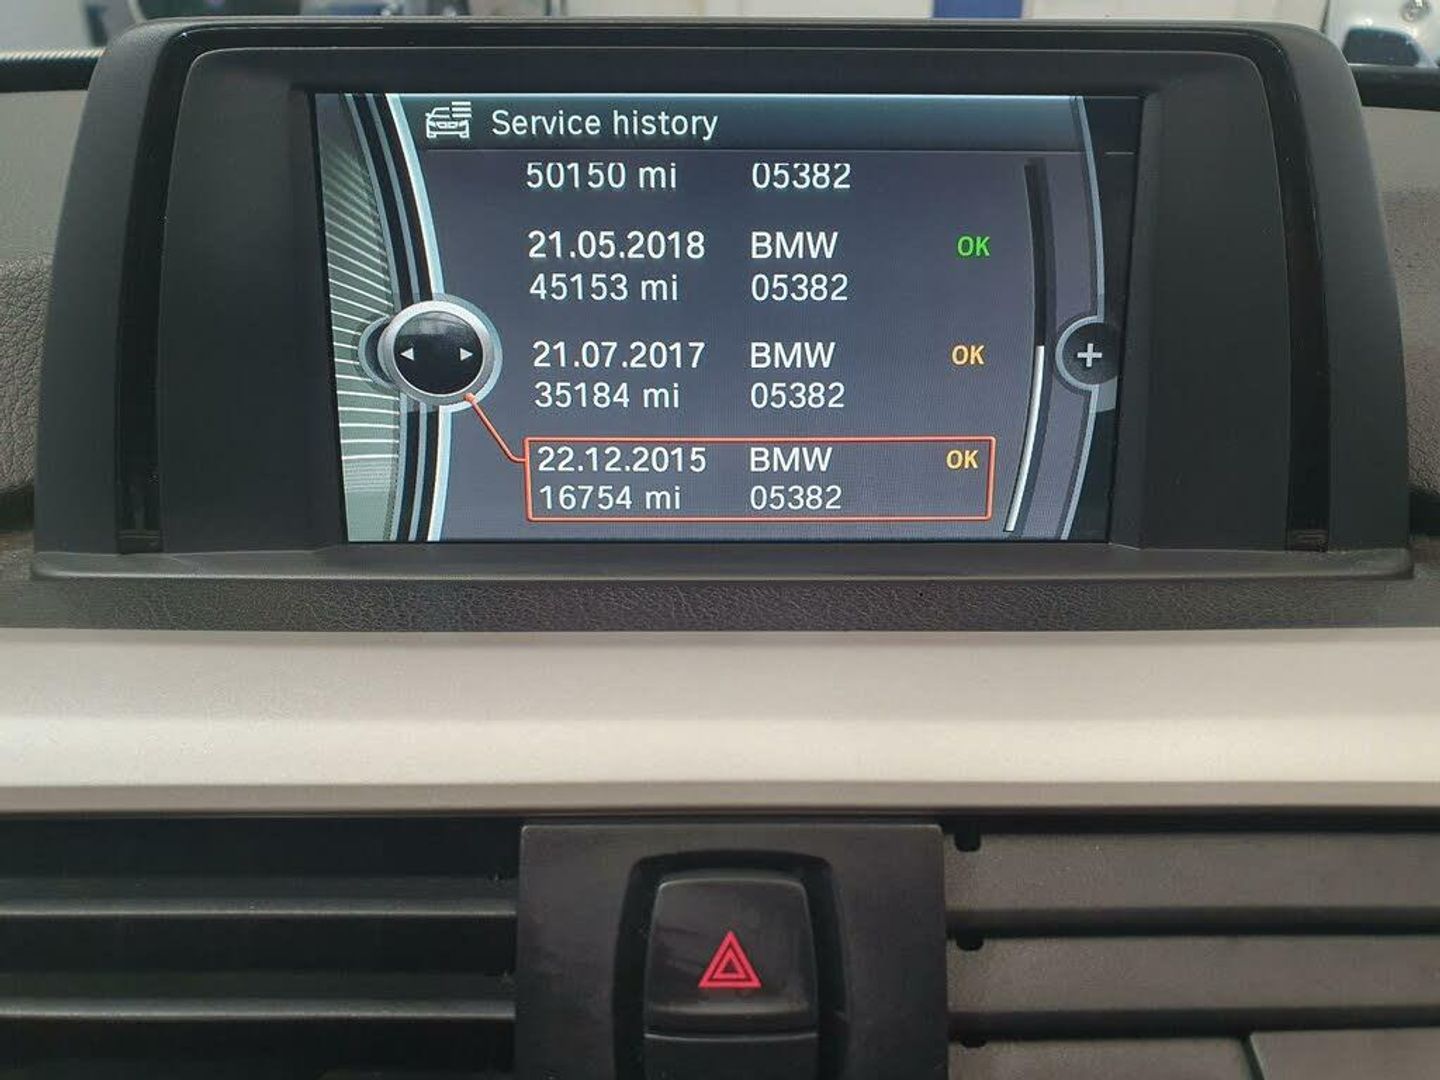 Service history
50150 mi 05382
21.05.2018 BMW OK
45153 mi 05382
21.07.2017 BMW OK
35184 mi 05382
22.12.2015 BMW OK
16754 mi 05382